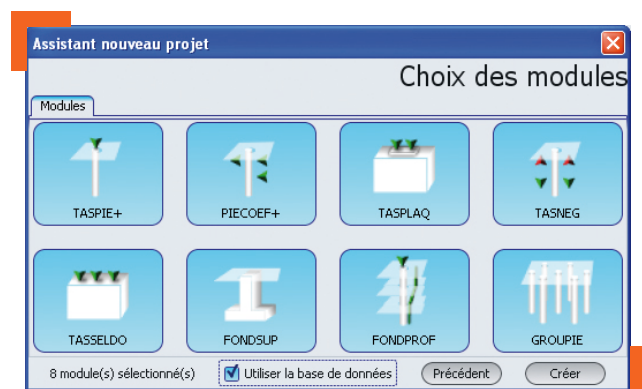 Assistant nouveau projet
Choix des modules
Modules
TASPIE+ PIECOEF+ TASPLAQ TASNEG
TASSELDO FONDSUP FONDPROF GROUPIE
8 module(s) sélectionné(s) Utiliser la base de données Précédent Créer